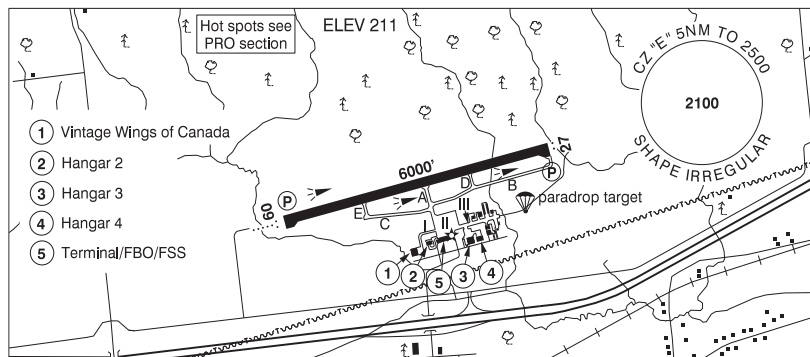 Hot spots see
PRO section
ELEV 211
CZ "E" 5NM TO 2500
2100
SHAPE IRREGULAR
1 Vintage Wings of Canada
2 Hangar 2
3 Hangar 3
4 Hangar 4
5 Terminal/FBO/FSS
6000'
27
P
09
P
A
D
B
E
C
I
II
III
paradrop target
1
2
5
3
4